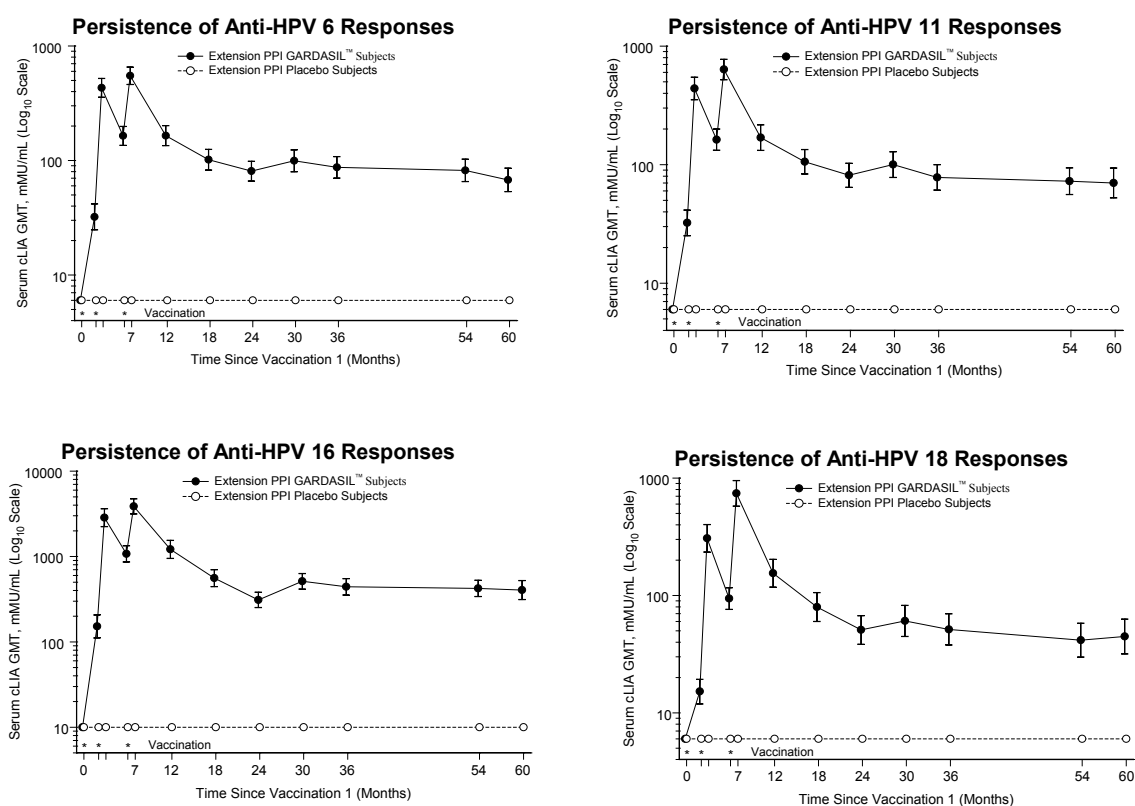 Persistence of Anti-HPV 6 Responses
Extension PPI GARDASIL™ Subjects
Extension PPI Placebo Subjects
Serum cLIA GMT, mMU/mL (Log10 Scale)
1000
100
10
* * * Vaccination
0 7 12 18 24 30 36 54 60
Time Since Vaccination 1 (Months)
Persistence of Anti-HPV 11 Responses
Extension PPI GARDASIL™ Subjects
Extension PPI Placebo Subjects
Serum cLIA GMT, mMU/mL (Log10 Scale)
1000
100
10
* * * Vaccination
0 7 12 18 24 30 36 54 60
Time Since Vaccination 1 (Months)
Persistence of Anti-HPV 16 Responses
Extension PPI GARDASIL™ Subjects
Extension PPI Placebo Subjects
Serum cLIA GMT, mMU/mL (Log10 Scale)
10000
1000
100
10
* * * Vaccination
0 7 12 18 24 30 36 54 60
Time Since Vaccination 1 (Months)
Persistence of Anti-HPV 18 Responses
Extension PPI GARDASIL™ Subjects
Extension PPI Placebo Subjects
Serum cLIA GMT, mMU/mL (Log10 Scale)
1000
100
10
* * * Vaccination
0 7 12 18 24 30 36 54 60
Time Since Vaccination 1 (Months)